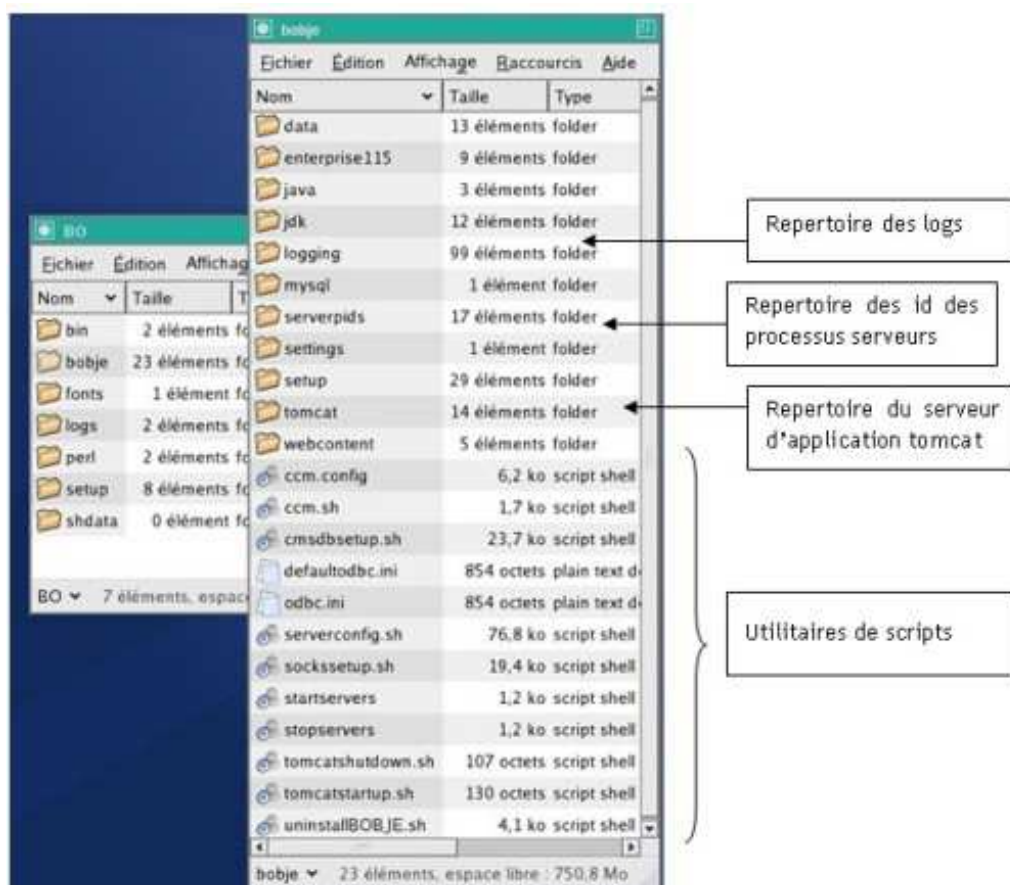 BO
Fichier Édition Affichag
Nom Taille T
bin 2 éléments fo
bobje 23 éléments fo
fonts 1 élément fo
logs 2 éléments fo
perl 2 éléments fo
setup 8 éléments fo
shdata 0 élément fo
BO 7 éléments, espac
bobje
Fichier Édition Affichage Raccourcis Aide
Nom Taille Type
data 13 éléments folder
enterprise115 9 éléments folder
java 3 éléments folder
jdk 12 éléments folder
logging 99 éléments folder
mysql 1 élément folder
serverpids 17 éléments folder
settings 1 élément folder
setup 29 éléments folder
tomcat 14 éléments folder
webcontent 5 éléments folder
ccm.config 6,2 ko script shell
ccm.sh 1,7 ko script shell
cmsdbsetup.sh 23,7 ko script shell
defaultodbc.ini 854 octets plain text d
odbc.ini 854 octets plain text d
serverconfig.sh 76,8 ko script shell
sockssetup.sh 19,4 ko script shell
startservers 1,2 ko script shell
stopservers 1,2 ko script shell
tomcatshutdown.sh 107 octets script shell
tomcatstartup.sh 130 octets script shell
uninstallBOBJE.sh 4,1 ko script shell
bobje 23 éléments, espace libre : 750,8 Mo
Repertoire des logs
Repertoire des id des
processus serveurs
Repertoire du serveur
d'application tomcat
Utilitaires de scripts